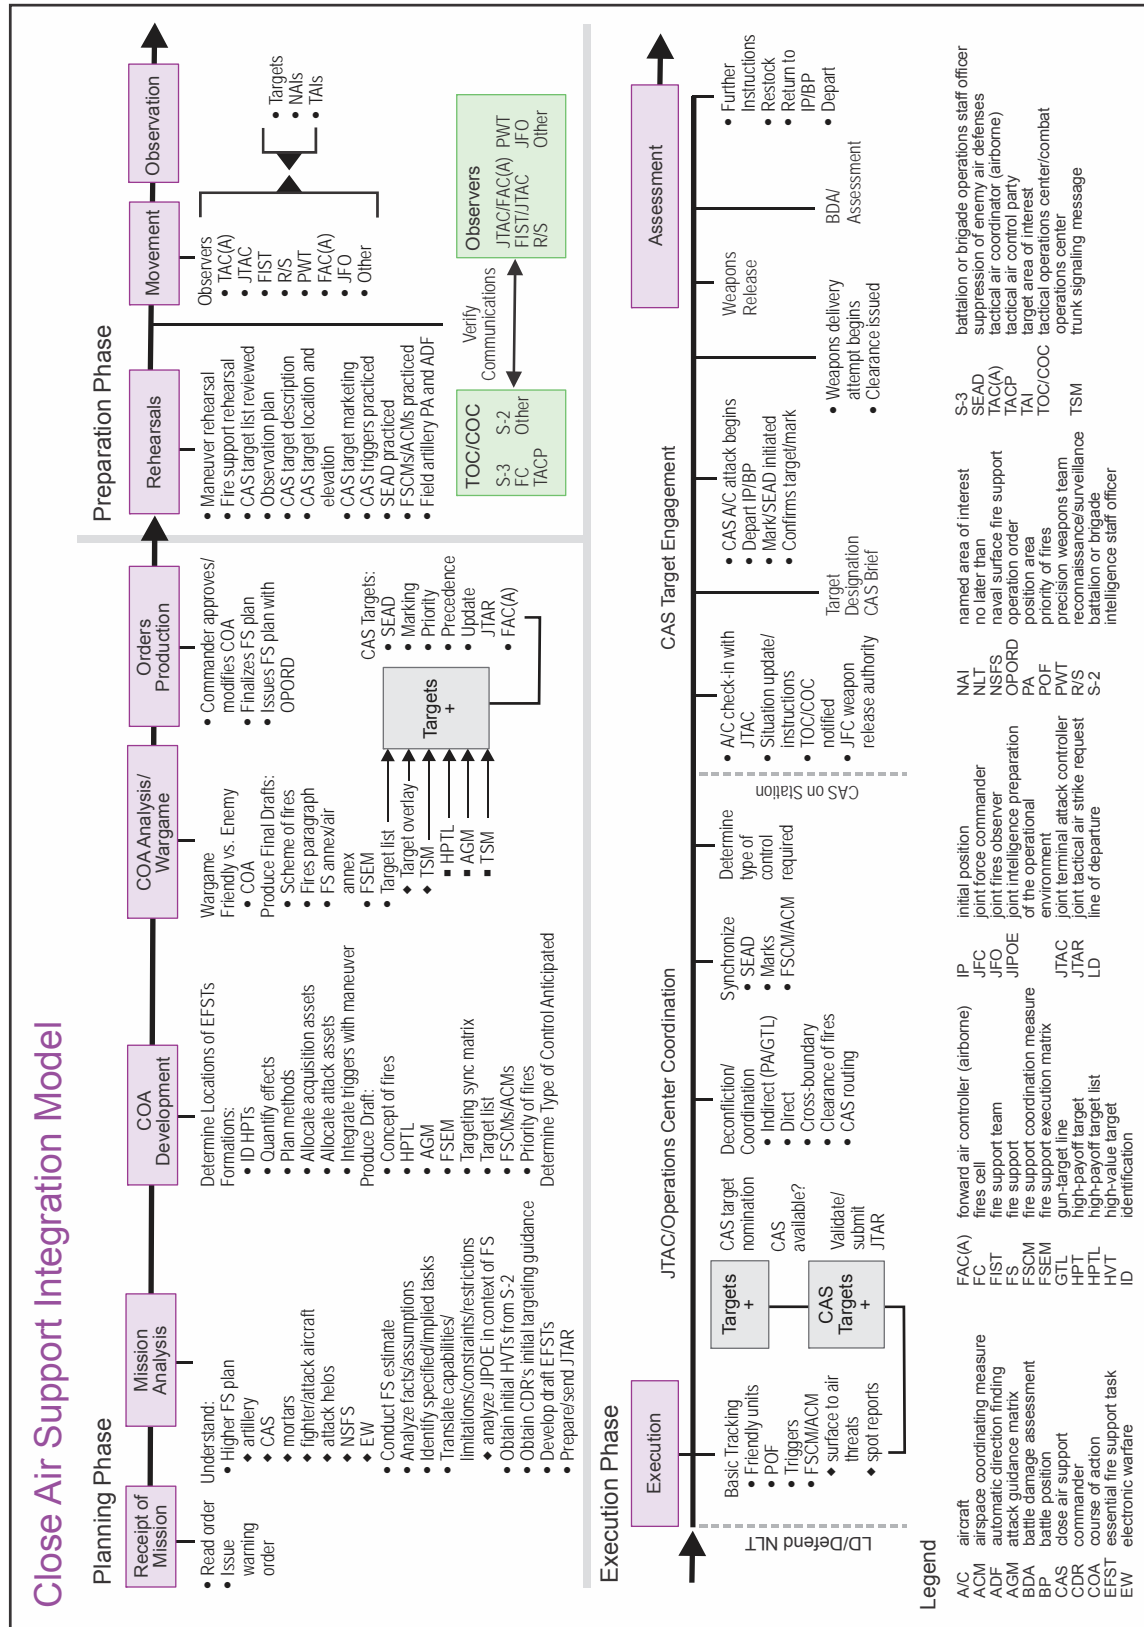 Close Air Support Integration Model
Planning Phase
Receipt of
Mission
• Read order
• Issue
warning
order
Mission
Analysis
Understand:
• Higher FS plan
◆ artillery
◆ CAS
◆ mortars
◆ fighter/attack aircraft
◆ attack helos
◆ NSFS
◆ EW
• Conduct FS estimate
• Analyze facts/assumptions
• Identify specified/implied tasks
• Translate capabilities/
limitations/constraints/restrictions
◆ analyze JIPOE in context of FS
• Obtain initial HVTs from S-2
• Obtain CDR's initial targeting guidance
• Develop draft EFSTs
• Prepare/send JTAR
COA
Development
Determine Locations of EFSTs
Formations:
• ID HPTs
• Quantify effects
• Plan methods
• Allocate acquisition assets
• Allocate attack assets
• Integrate triggers with maneuver
Produce Draft:
• Concept of fires
• HPTL
• AGM
• FSEM
• Targeting sync matrix
• Target list
• FSCMs/ACMs
• Priority of fires
Determine Type of Control Anticipated
COA Analysis/
Wargame
Wargame
Friendly vs. Enemy
• COA
Produce Final Drafts:
• Scheme of fires
• Fires paragraph
• FS annex/air
annex
• FSEM
• Target list
◆ Target overlay
◆ TSM
■ HPTL
■ AGM
■ TSM
Targets
+
CAS Targets:
• SEAD
• Marking
• Priority
• Precedence
• Update
JTAR
• FAC(A)
Orders
Production
• Commander approves/
modifies COA
• Finalizes FS plan
• Issues FS plan with
OPORD
Preparation Phase
Rehearsals
• Maneuver rehearsal
• Fire support rehearsal
• CAS target list reviewed
• Observation plan
• CAS target description
• CAS target location and
elevation
• CAS target marketing
• CAS triggers practiced
• SEAD practiced
• FSCMs/ACMs practiced
• Field artillery PA and ADF
Movement
Observers
• TAC(A)
• JTAC
• FIST
• R/S
• PWT
• FAC(A)
• JFO
• Other
Observation
• Targets
• NAIs
• TAIs
TOC/COC
S-3 S-2
FC Other
TACP
Verify
Communications
Observers
JTAC/FAC(A) PWT
FIST/JTAC JFO
R/S Other
Execution Phase
LD/Defend NLT
Execution
Basic Tracking
• Friendly units
• POF
• Triggers
• FSCM/ACM
◆ surface to air
threats
◆ spot reports
JTAC/Operations Center Coordination
Targets
+
CAS
Targets
+
CAS target
nomination
CAS
available?
Validate/
submit
JTAR
Deconfliction/
Coordination
• Indirect (PA/GTL)
• Direct
• Cross-boundary
• Clearance of fires
• CAS routing
Synchronize
• SEAD
• Marks
• FSCM/ACM
Determine
type of
control
required
CAS on Station
CAS Target Engagement
• A/C check-in with
JTAC
• Situation update/
instructions
• TOC/COC
notified
• JFC weapon
release authority
Target
Designation
CAS Brief
• CAS A/C attack begins
• Depart IP/BP
• Mark/SEAD initiated
• Confirms target/mark
• Weapons delivery
attempt begins
• Clearance issued
Weapons
Release
BDA/
Assessment
Assessment
• Further
Instructions
• Restock
• Return to
IP/BP
• Depart
Legend
A/C aircraft
ACM airspace coordinating measure
ADF automatic direction finding
AGM attack guidance matrix
BDA battle damage assessment
BP battle position
CAS close air support
CDR commander
COA course of action
EFST essential fire support task
EW electronic warfare
FAC(A) forward air controller (airborne)
FC fires cell
FIST fire support team
FS fire support
FSCM fire support coordination measure
FSEM fire support execution matrix
GTL gun-target line
HPT high-payoff target
HPTL high-payoff target list
HVT high-value target
ID identification
IP initial position
JFC joint force commander
JFO joint fires observer
JIPOE joint intelligence preparation
of the operational
environment
JTAC joint terminal attack controller
JTAR joint tactical air strike request
LD line of departure
NAI named area of interest
NLT no later than
NSFS naval surface fire support
OPORD operation order
PA position area
POF priority of fires
PWT precision weapons team
R/S reconnaissance/surveillance
S-2 battalion or brigade
intelligence staff officer
S-3 battalion or brigade operations staff officer
SEAD suppression of enemy air defenses
TAC(A) tactical air coordinator (airborne)
TACP tactical air control party
TAI target area of interest
TOC/COC tactical operations center/combat
operations center
TSM trunk signaling message